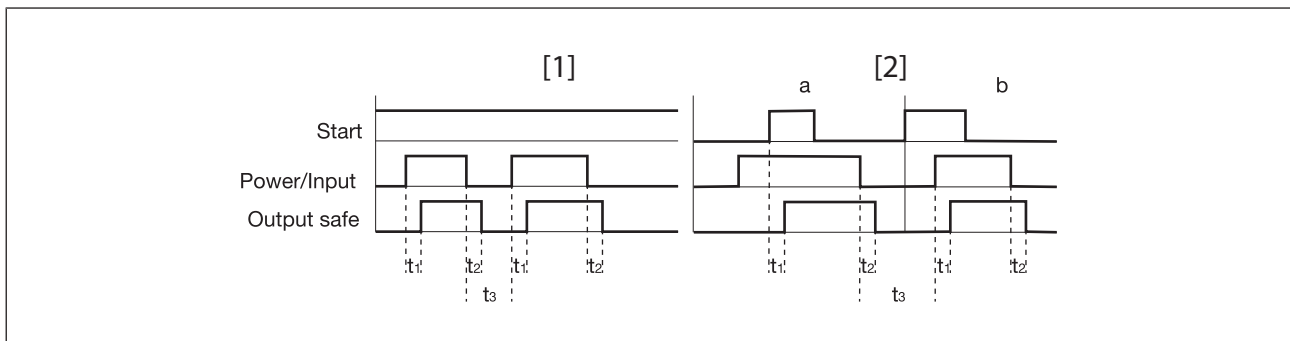 [1] [2]
a b
Start
Power/Input
Output safe
t1 t2 t1 t2 t1 t2 t1 t2
t3 t3